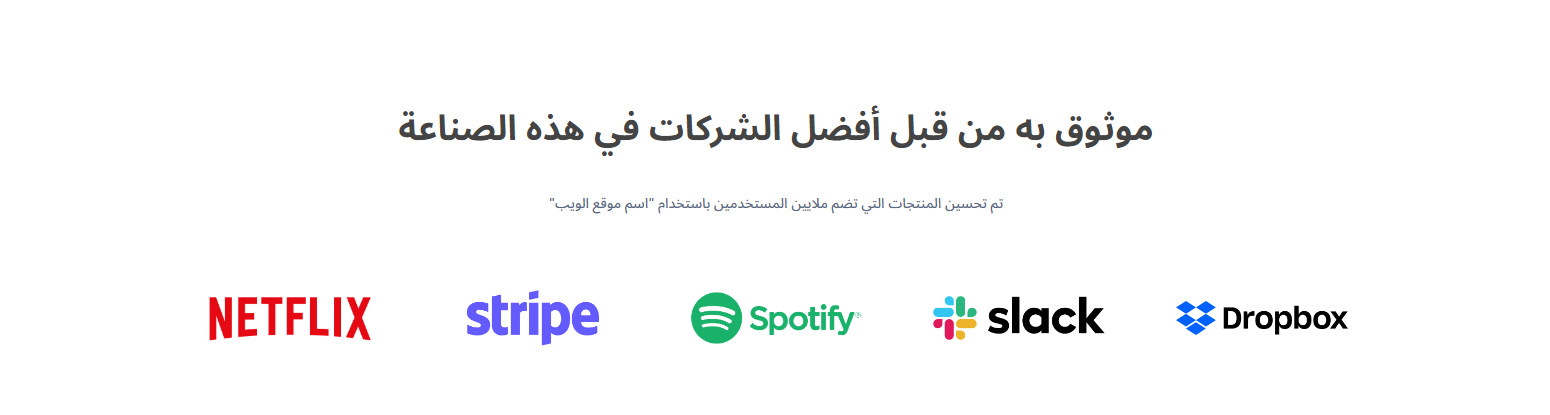 موثوق به من قبل أفضل الشركات في هذه الصناعة
تم تحسين المنتجات التي تضم ملايين المستخدمين باستخدام "اسم موقع الويب"
NETFLIX stripe Spotify® slack Dropbox